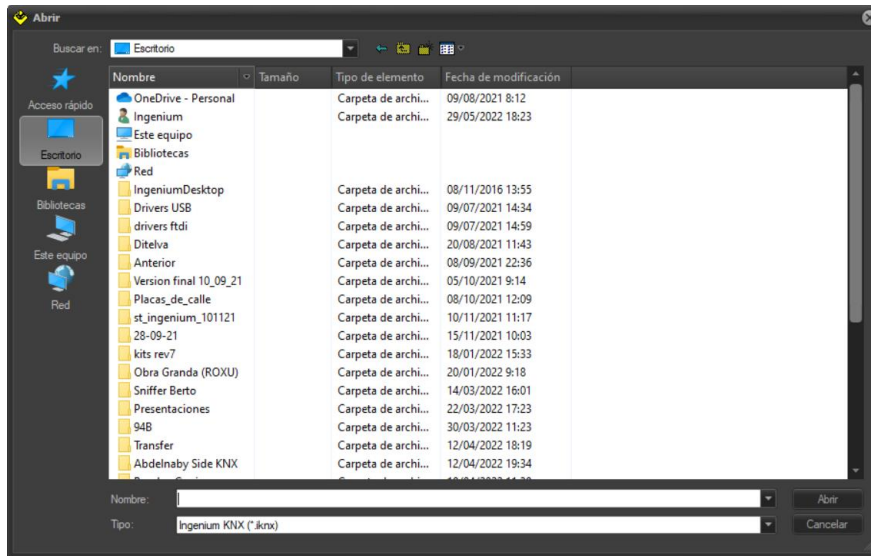 Abrir
Buscar en: Escritorio
Nombre Tamaño Tipo de elemento Fecha de modificación
Acceso rápido
Escritorio
Bibliotecas
Este equipo
Red
OneDrive - Personal Carpeta de archi... 09/08/2021 8:12
Ingenium Carpeta de archi... 29/05/2022 18:23
Este equipo
Bibliotecas
Red
IngeniumDesktop Carpeta de archi... 08/11/2016 13:55
Drivers USB Carpeta de archi... 09/07/2021 14:34
drivers ftdi Carpeta de archi... 09/07/2021 14:59
Ditelva Carpeta de archi... 20/08/2021 11:43
Anterior Carpeta de archi... 08/09/2021 22:36
Version final 10_09_21 Carpeta de archi... 05/10/2021 9:14
Placas_de_calle Carpeta de archi... 08/10/2021 12:09
st_ingenium_101121 Carpeta de archi... 10/11/2021 11:17
28-09-21 Carpeta de archi... 15/11/2021 10:03
kits rev7 Carpeta de archi... 18/01/2022 15:33
Obra Granda (ROXU) Carpeta de archi... 20/01/2022 9:18
Sniffer Berto Carpeta de archi... 14/03/2022 16:01
Presentaciones Carpeta de archi... 22/03/2022 17:23
94B Carpeta de archi... 30/03/2022 11:23
Transfer Carpeta de archi... 12/04/2022 18:19
Abdelnaby Side KNX Carpeta de archi... 12/04/2022 19:34
Nombre: Abrir
Tipo: Ingenium KNX (*.iknx) Cancelar